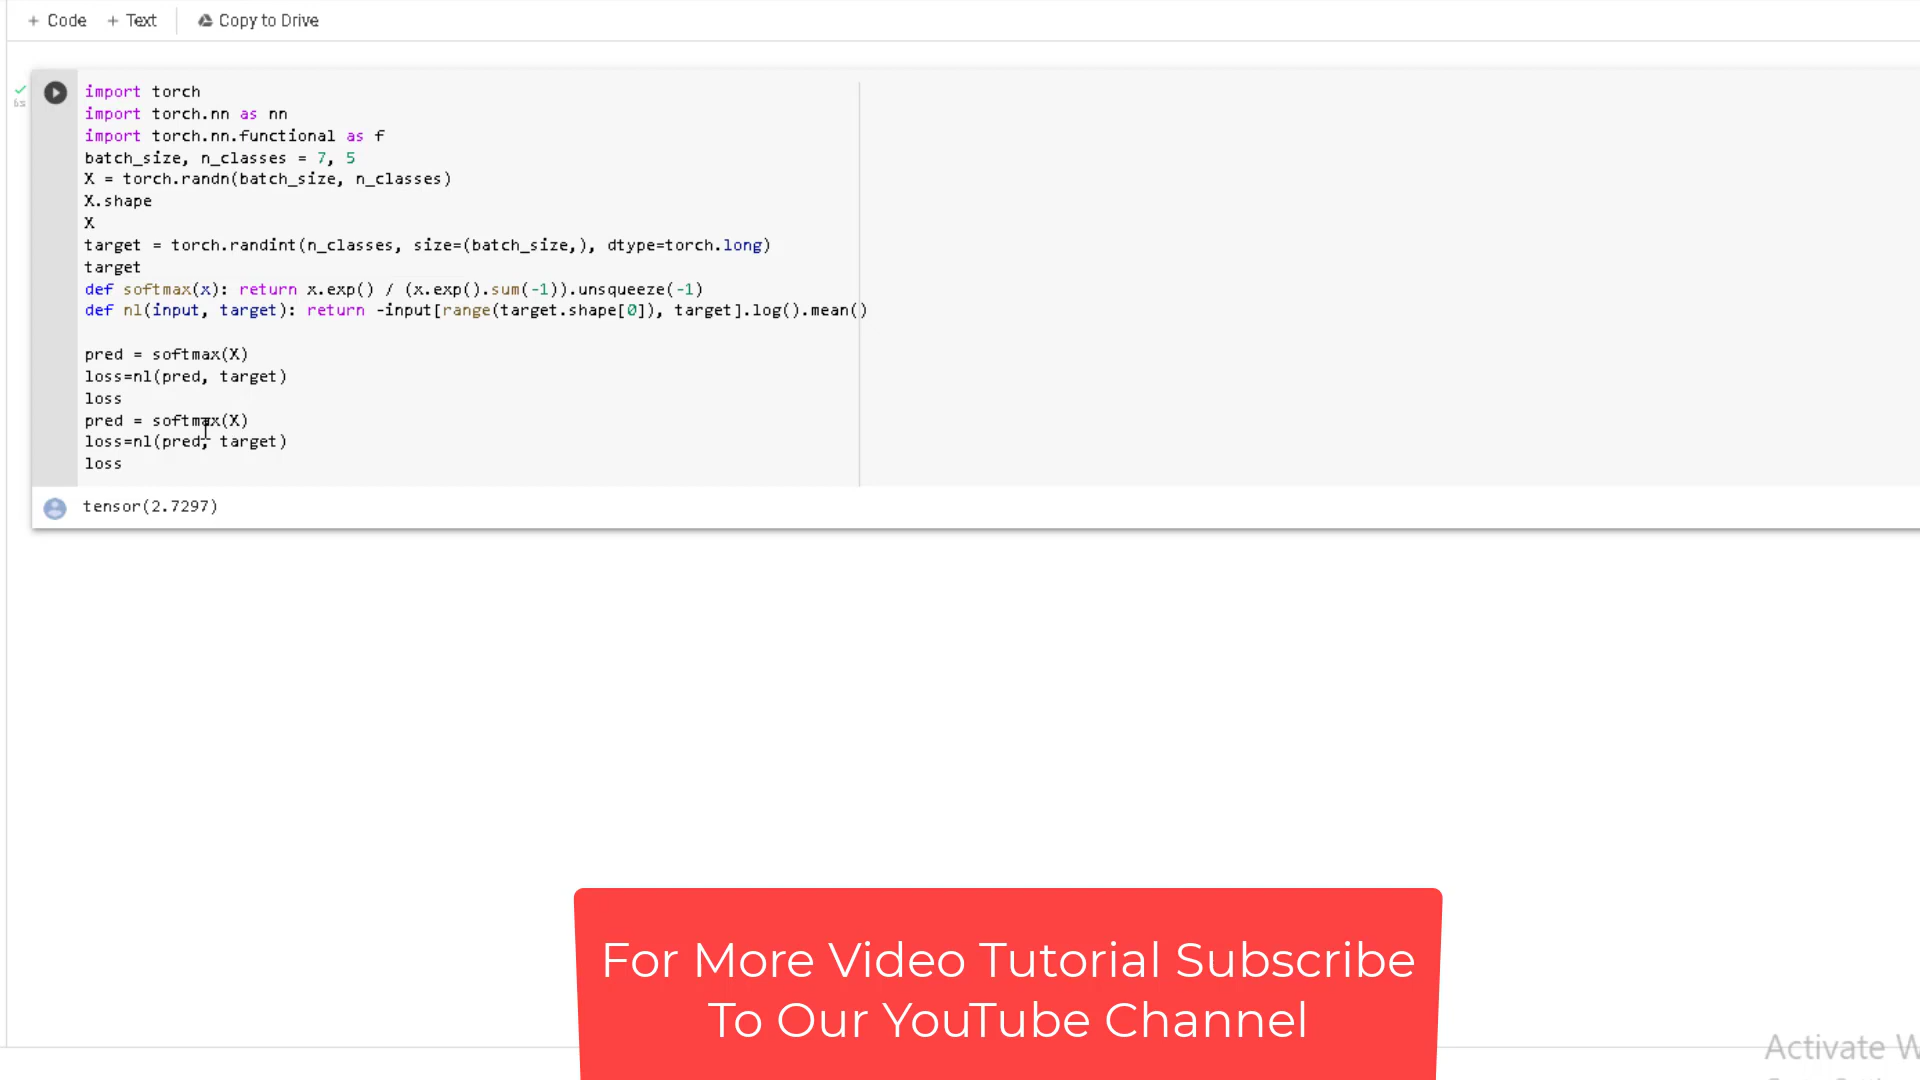 + Code + Text Copy to Drive
6s
import torch
import torch.nn as nn
import torch.nn.functional as f
batch_size, n_classes = 7, 5
X = torch.randn(batch_size, n_classes)
X.shape
X
target = torch.randint(n_classes, size=(batch_size,), dtype=torch.long)
target
def softmax(x): return x.exp() / (x.exp().sum(-1)).unsqueeze(-1)
def nl(input, target): return -input[range(target.shape[0]), target].log().mean()
pred = softmax(X)
loss=nl(pred, target)
loss
pred = softmax(X)
loss=nl(pred, target)
loss
tensor(2.7297)
For More Video Tutorial Subscribe
To Our YouTube Channel
Activate W